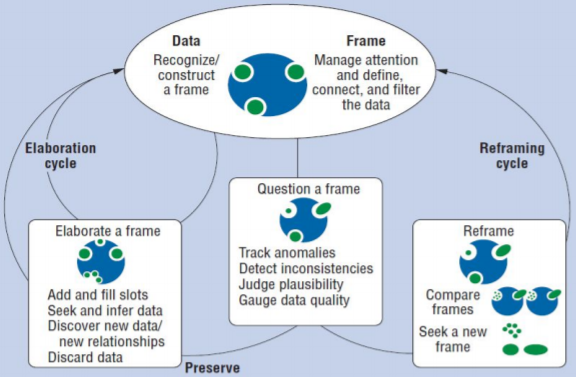 Data
Recognize/
construct
a frame
Frame
Manage attention
and define,
connect, and filter
the data
Elaboration
cycle
Reframing
cycle
Question a frame
Track anomalies
Detect inconsistencies
Judge plausibility
Gauge data quality
Elaborate a frame
Add and fill slots
Seek and infer data
Discover new data/
new relationships
Discard data
Reframe
Compare
frames
Seek a new
frame
Preserve